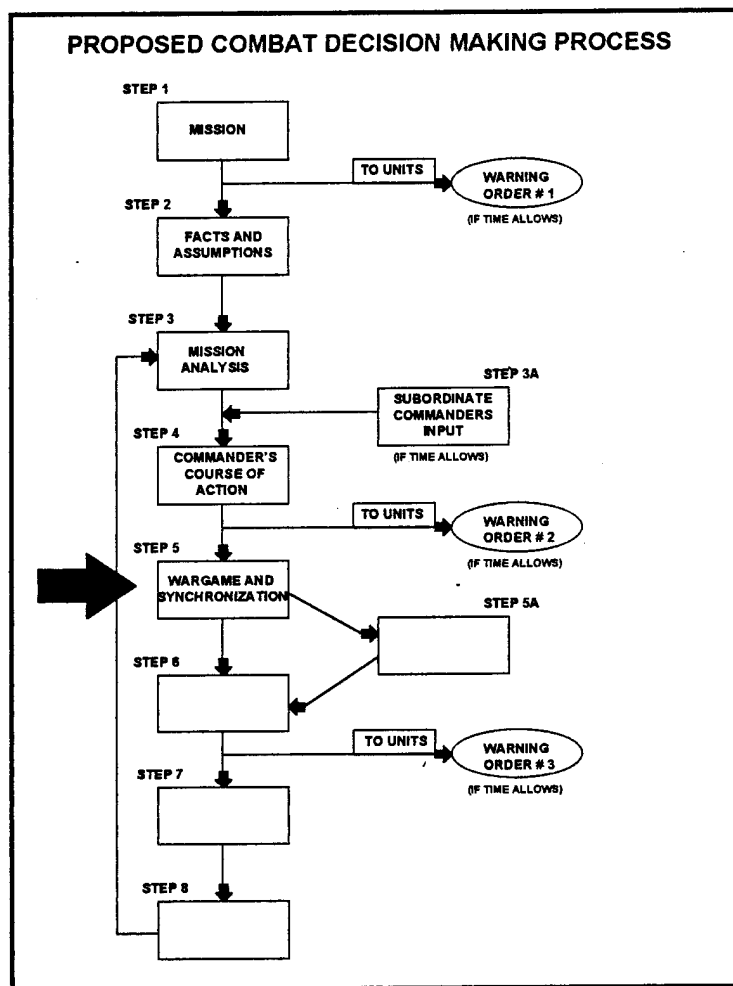 PROPOSED COMBAT DECISION MAKING PROCESS
STEP 1
MISSION
TO UNITS
WARNING
ORDER # 1
(IF TIME ALLOWS)
STEP 2
FACTS AND
ASSUMPTIONS
STEP 3
MISSION
ANALYSIS
STEP 3A
SUBORDINATE
COMMANDERS
INPUT
(IF TIME ALLOWS)
STEP 4
COMMANDER'S
COURSE OF
ACTION
TO UNITS
WARNING
ORDER # 2
(IF TIME ALLOWS)
STEP 5
WARGAME AND
SYNCHRONIZATION
STEP 5A
STEP 6
TO UNITS
WARNING
ORDER # 3
(IF TIME ALLOWS)
STEP 7
STEP 8